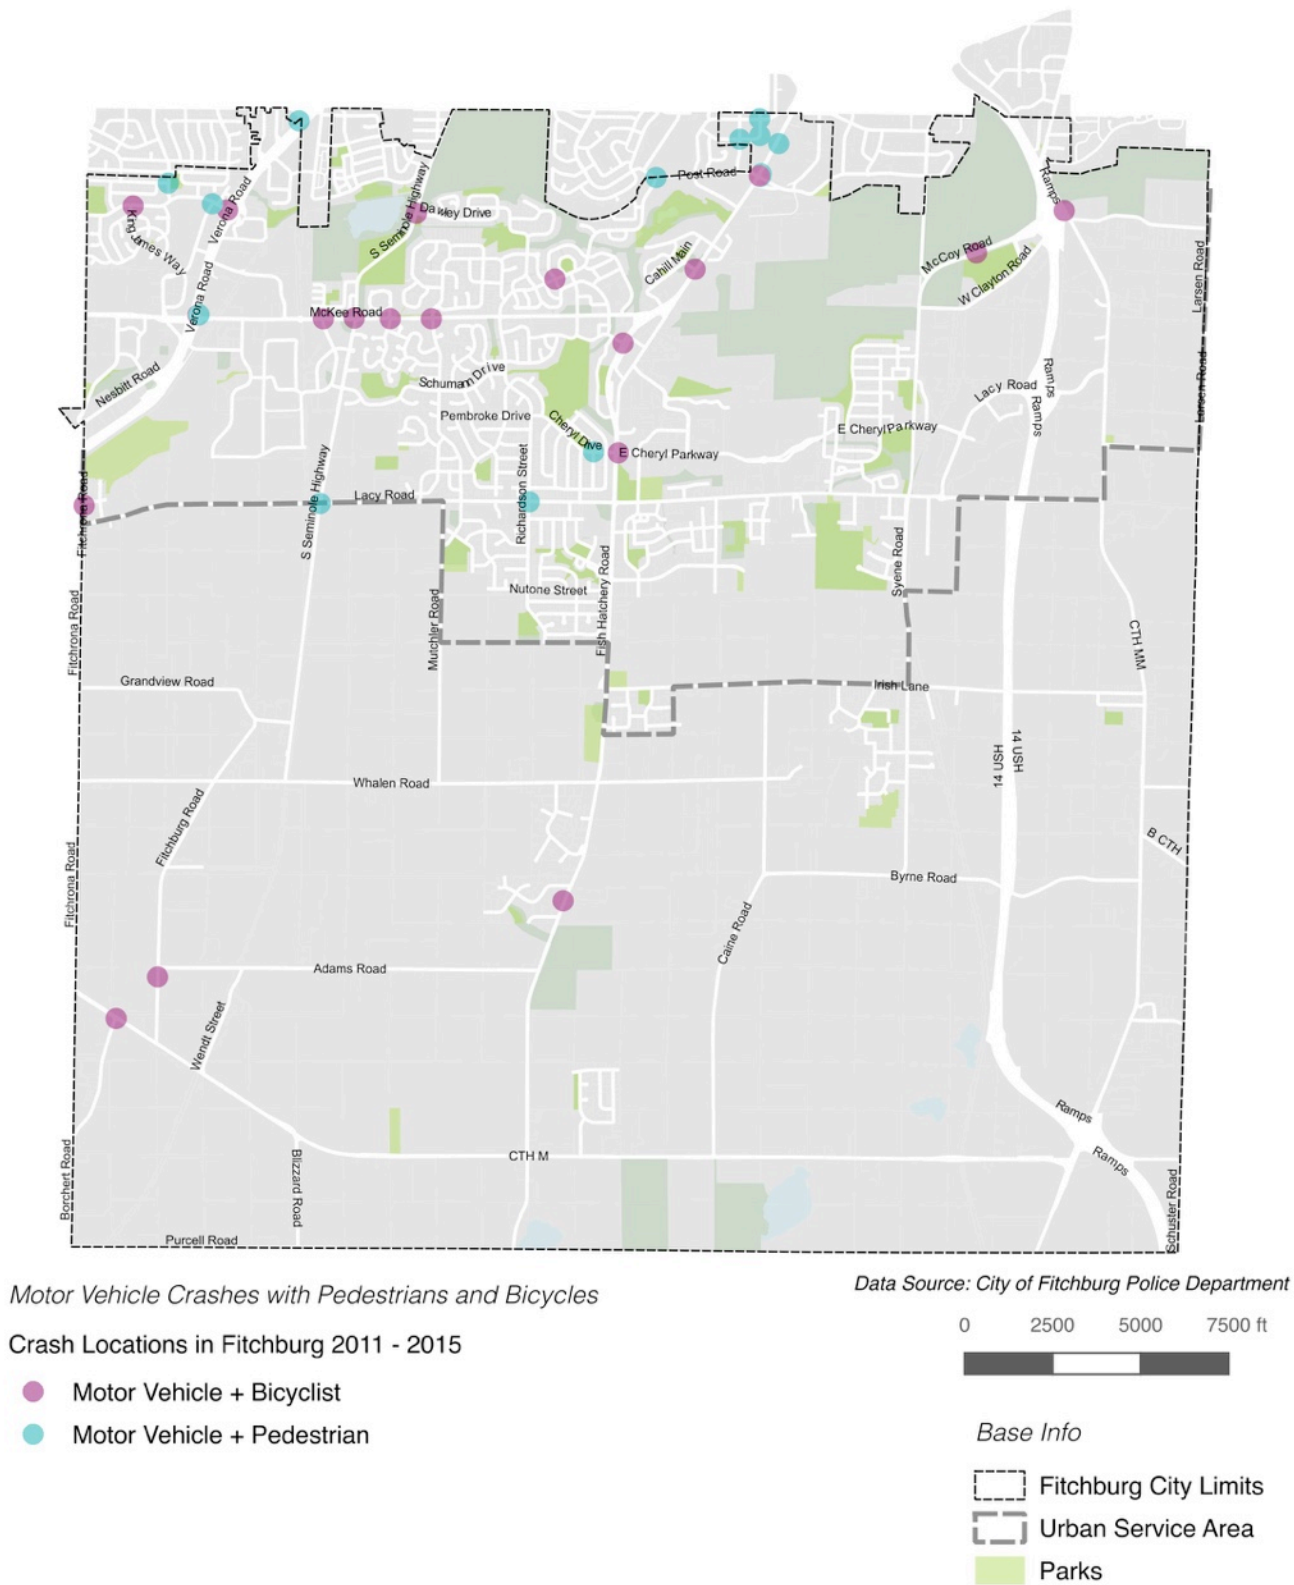 Post Road
Ramps
Verona Road
S Seminole Highway
Dawley Drive
King James Way
Cahill Main
McCoy Road
W Clayton Road
Larsen Road
Verona Road
McKee Road
Nesbitt Road
Schumann Drive
Lacy Road
Ramps
Ramps
Larsen Road
Pembroke Drive
Cheryl Drive
E Cheryl Parkway
E Cheryl Parkway
Richardson Street
Fitchrona Road
S Seminole Highway
Lacy Road
Syene Road
Nutone Street
Fish Hatchery Road
Fitchrona Road
Mutchler Road
CTH MM
Grandview Road
Irish Lane
14 USH
14 USH
Whalen Road
Fitchburg Road
B CTH
Fitchrona Road
Byrne Road
Caine Road
Adams Road
Wendt Street
Ramps
Borchert Road
Blizzard Road
CTH M
Ramps
Schuster Road
Purcell Road
Motor Vehicle Crashes with Pedestrians and Bicycles
Data Source: City of Fitchburg Police Department
Crash Locations in Fitchburg 2011 - 2015
0 2500 5000 7500 ft
Motor Vehicle + Bicyclist
Motor Vehicle + Pedestrian
Base Info
Fitchburg City Limits
Urban Service Area
Parks